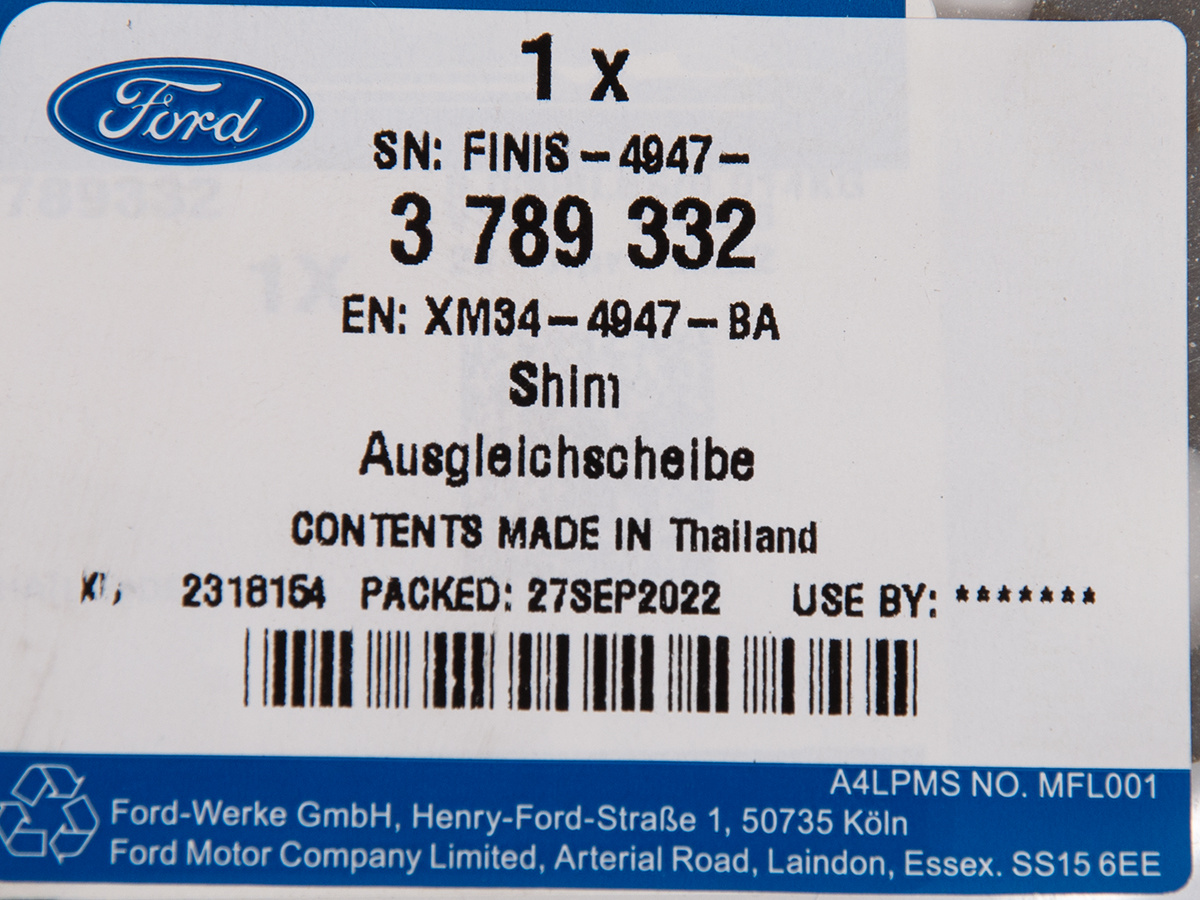 Ford
1 x
SN: FINIS-4947-
3 789 332
EN: XM34-4947-BA
Shim
Ausgleichscheibe
CONTENTS MADE IN Thailand
2318154 PACKED: 27SEP2022 USE BY: *******
A4LPMS NO. MFL001
Ford-Werke GmbH, Henry-Ford-Straße 1, 50735 Köln
Ford Motor Company Limited, Arterial Road, Laindon, Essex. SS15 6EE